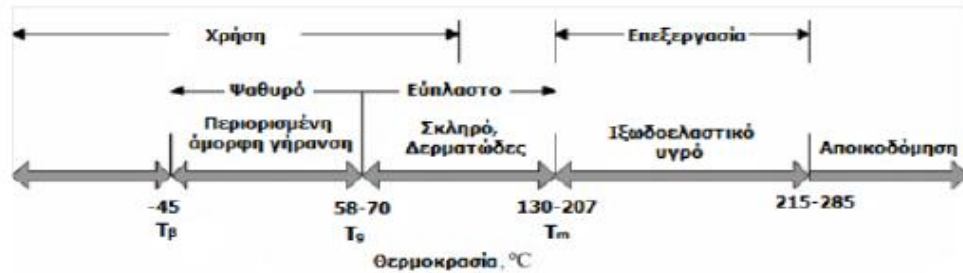 Χρήση
Επεξεργασία
Ψαθυρό
Εύπλαστο
Περιορισμένη
άμορφη γήρανση
Σκληρό,
Δερματώδες
Ιξωδοελαστικό
υγρό
Αποικοδόμηση
-45
58-70
130-207
215-285
Tβ
Tg
Tm
Θερμοκρασία, °C